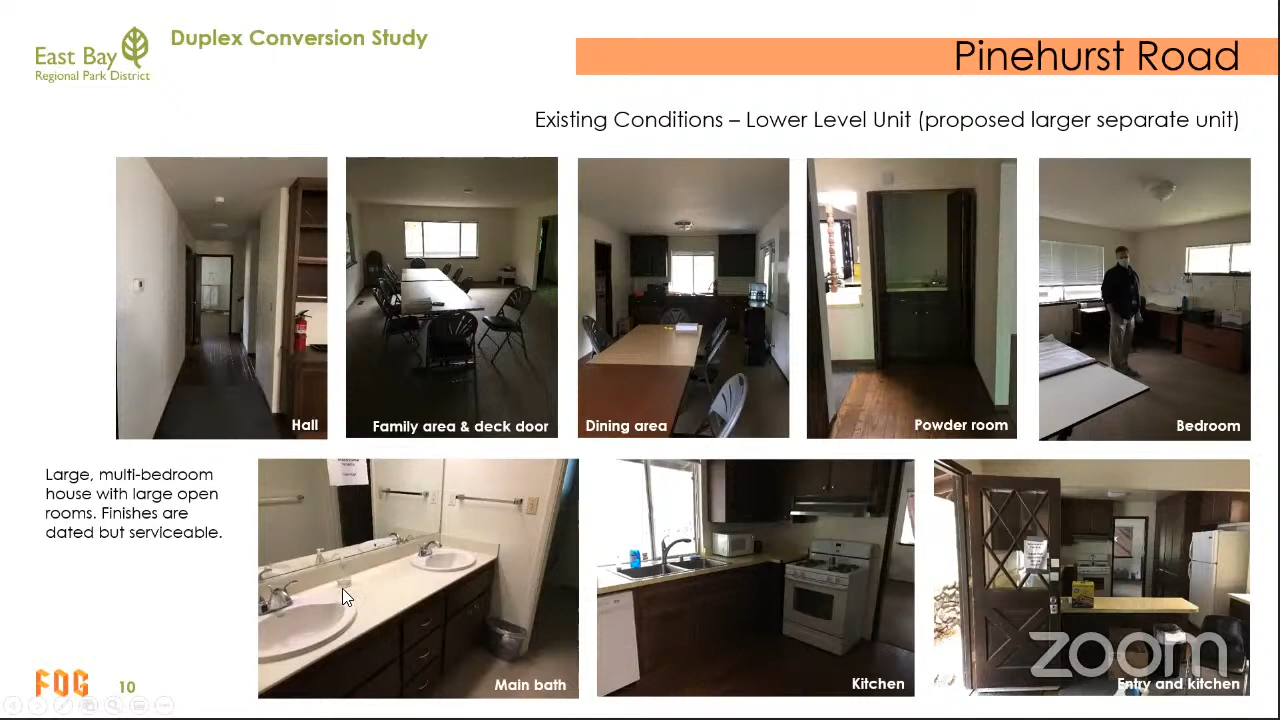 East Bay
Regional Park District
Duplex Conversion Study
Pinehurst Road
Existing Conditions – Lower Level Unit (proposed larger separate unit)
Hall
Family area & deck door
Dining area
Powder room
Bedroom
Large, multi-bedroom
house with large open
rooms. Finishes are
dated but serviceable.
Main bath
Kitchen
Entry and kitchen
zoom
FOG
10